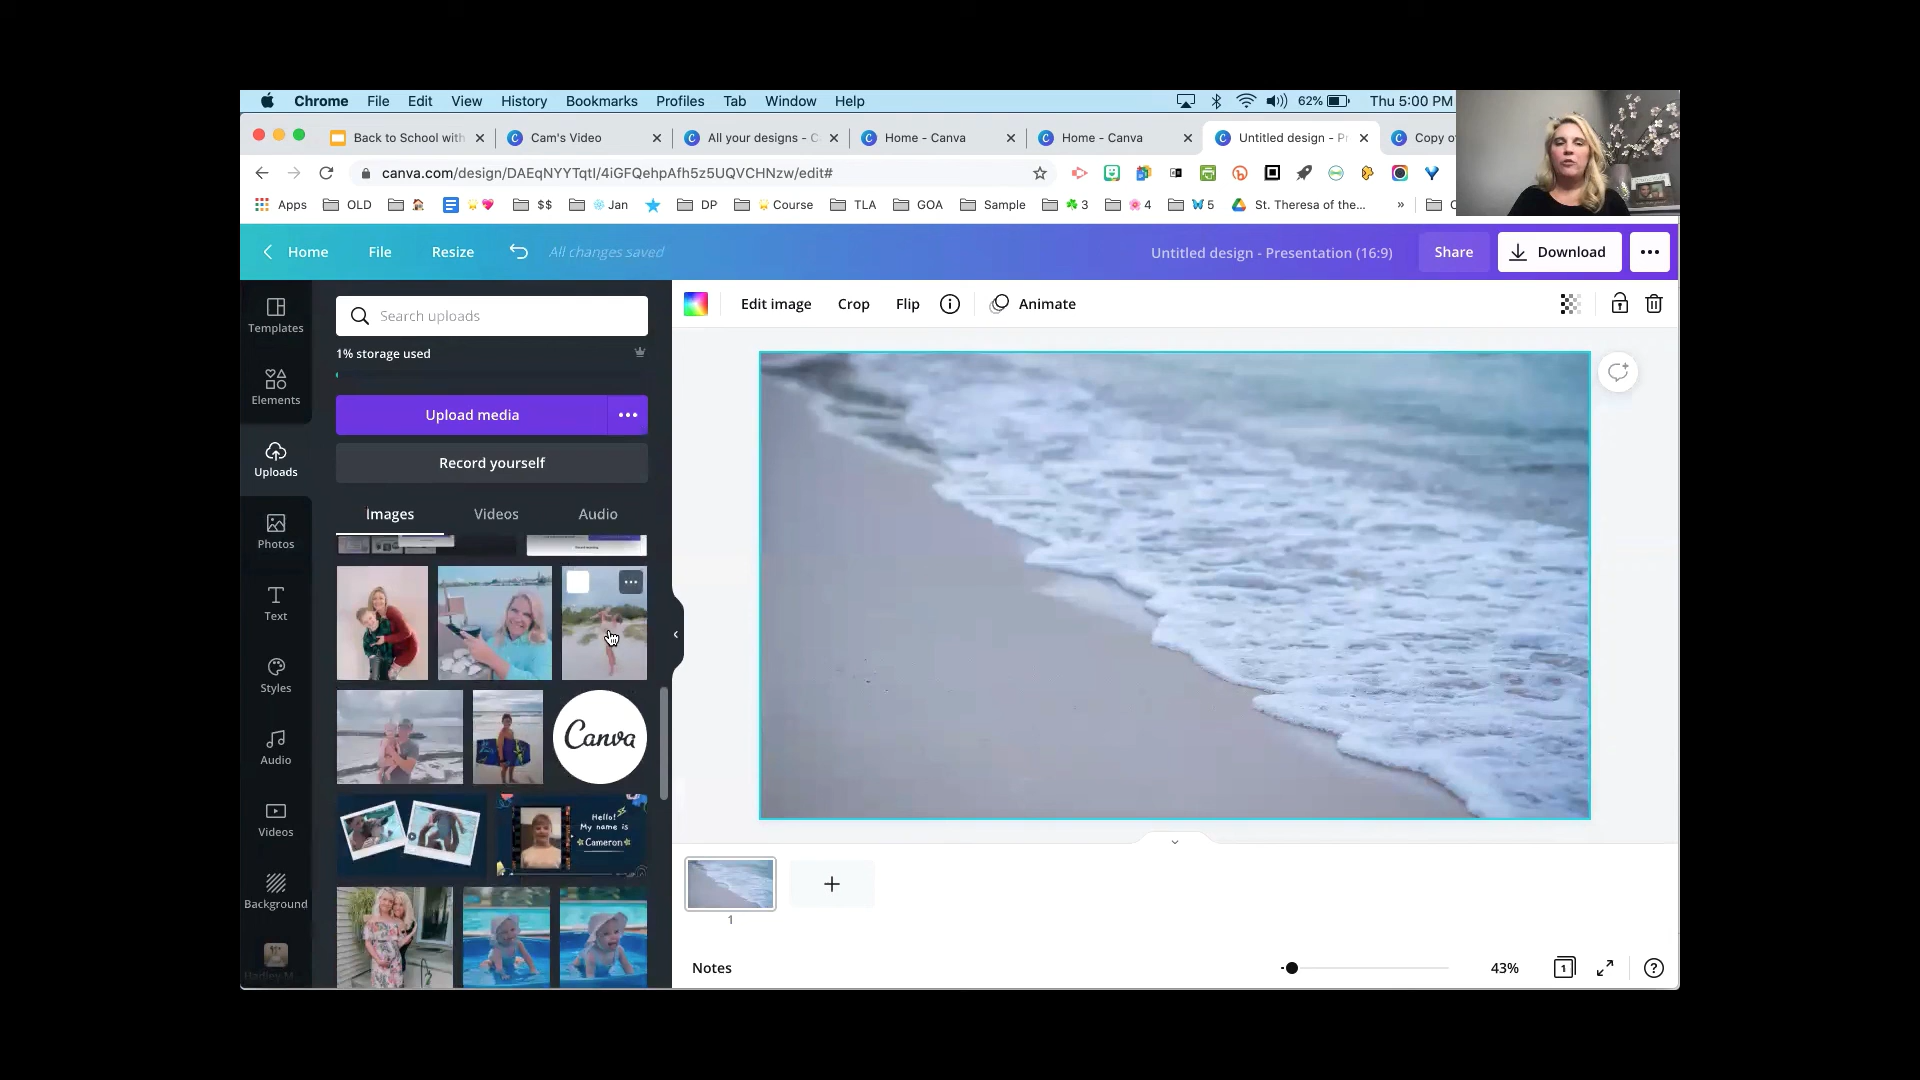 Chrome File Edit View History Bookmarks Profiles Tab Window Help 62% Thu 5:00 PM
Back to School with Cam's Video All your designs - C Home - Canva Home - Canva Untitled design - P Copy o
canva.com/design/DAEqNYYTqtI/4iGFQehpAfh5z5UQVCHNzw/edit#
Apps OLD $$ Jan DP Course TLA GOA Sample 3 4 5 St. Theresa of the... »
Home File Resize All changes saved Untitled design - Presentation (16:9) Share Download
Templates
Elements
Uploads
Photos
Text
Styles
Audio
Videos
Background
Search uploads
1% storage used
Upload media
Record yourself
Images Videos Audio
Canva
Hello!
My name is
Cameron
Edit image Crop Flip Animate
1
Notes 43% 1